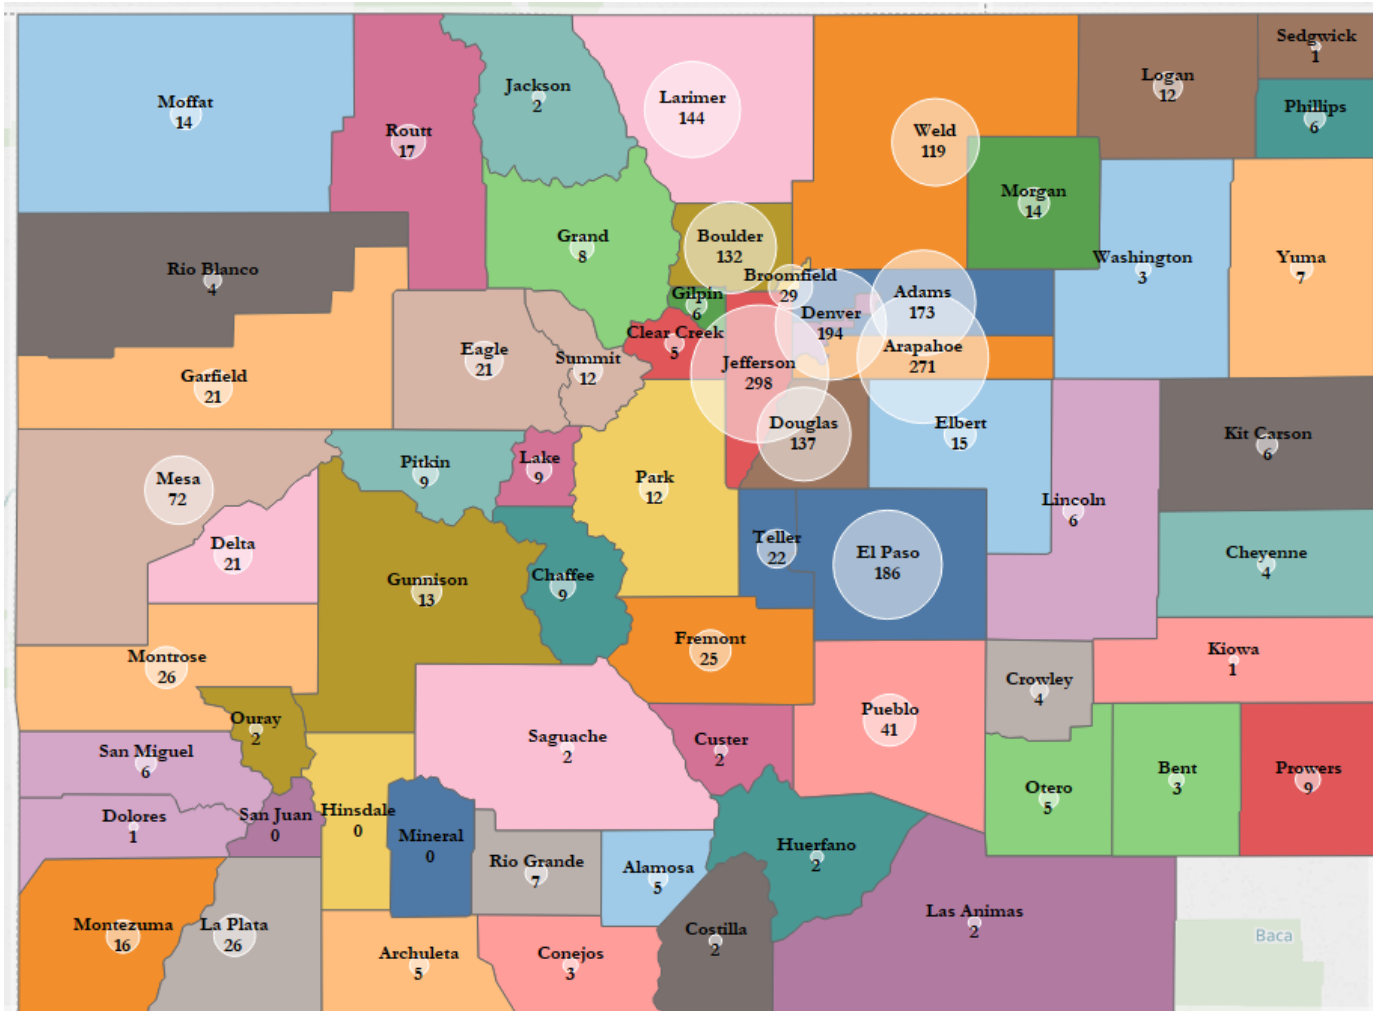 Sedgwick
1
Logan
12
Moffat
14
Jackson
2
Larimer
144
Phillips
6
Routt
17
Weld
119
Morgan
14
Grand
8
Boulder
132
Rio Blanco
4
Washington
3
Yuma
7
Broomfield
29
Gilpin
6
Adams
173
Denver
194
Clear Creek
5
Eagle
21
Summit
12
Jefferson
298
Arapahoe
271
Garfield
21
Douglas
137
Elbert
15
Kit Carson
6
Pitkin
9
Lake
9
Mesa
72
Park
12
Lincoln
6
Delta
21
Teller
22
El Paso
186
Cheyenne
4
Gunnison
13
Chaffee
9
Fremont
25
Kiowa
1
Montrose
26
Crowley
4
Ouray
2
Pueblo
41
Saguache
2
Custer
2
San Miguel
6
Bent
3
Prowers
9
Otero
5
Dolores
1
San Juan
0
Hinsdale
0
Mineral
0
Huerfano
2
Rio Grande
7
Alamosa
5
Las Animas
2
Montezuma
16
La Plata
26
Costilla
2
Baca
Archuleta
5
Conejos
3